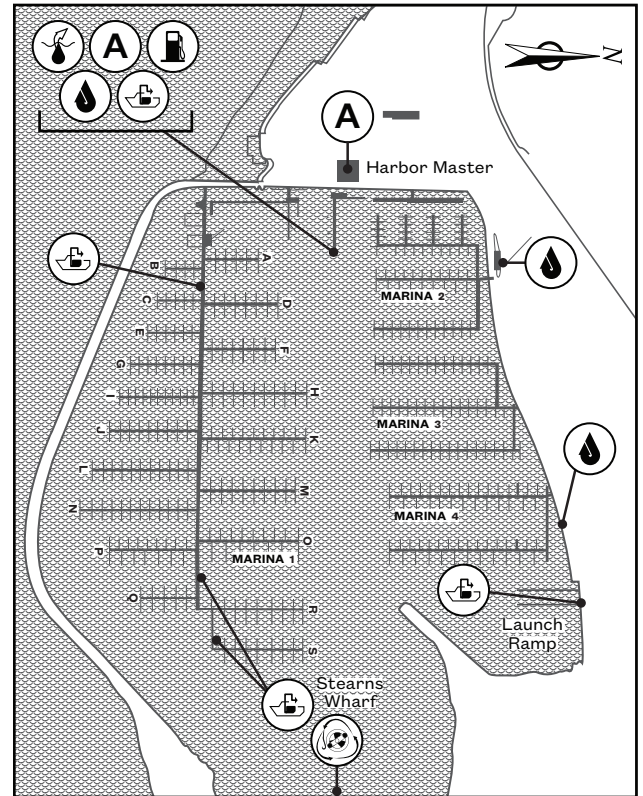 A
N
A
Harbor Master
A
B
MARINA 2
C
D
E
F
G
MARINA 3
I
H
J
K
L
M
N
MARINA 4
O
P
MARINA 1
Q
R
Launch
Ramp
S
Stearns
Wharf